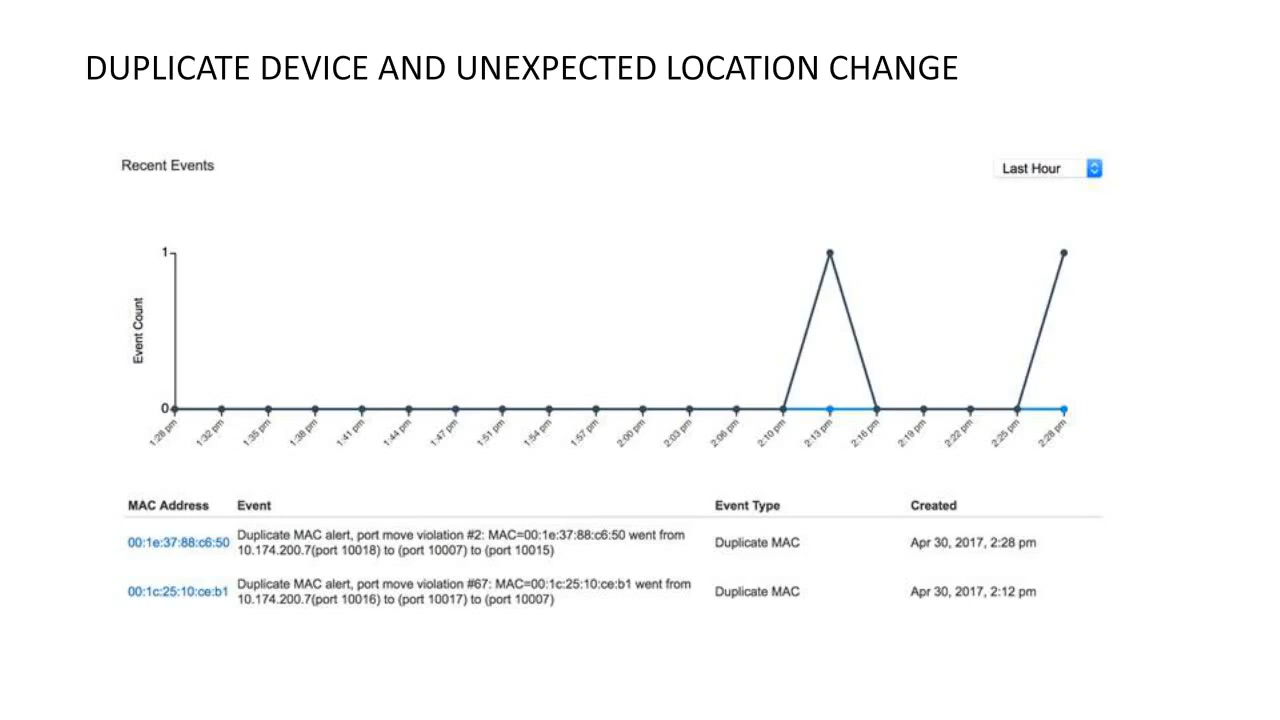 DUPLICATE DEVICE AND UNEXPECTED LOCATION CHANGE
Recent Events
Last Hour
1
Event Count
0
1:28 pm
1:32 pm
1:35 pm
1:38 pm
1:41 pm
1:44 pm
1:47 pm
1:51 pm
1:54 pm
1:57 pm
2:00 pm
2:03 pm
2:06 pm
2:10 pm
2:13 pm
2:16 pm
2:19 pm
2:22 pm
2:25 pm
2:28 pm
MAC Address Event Event Type Created
00:1e:37:88:c6:50 Duplicate MAC alert, port move violation #2: MAC=00:1e:37:88:c6:50 went from
10.174.200.7(port 10018) to (port 10007) to (port 10015) Duplicate MAC Apr 30, 2017, 2:28 pm
00:1c:25:10:ce:b1 Duplicate MAC alert, port move violation #67: MAC=00:1c:25:10:ce:b1 went from
10.174.200.7(port 10016) to (port 10017) to (port 10007) Duplicate MAC Apr 30, 2017, 2:12 pm